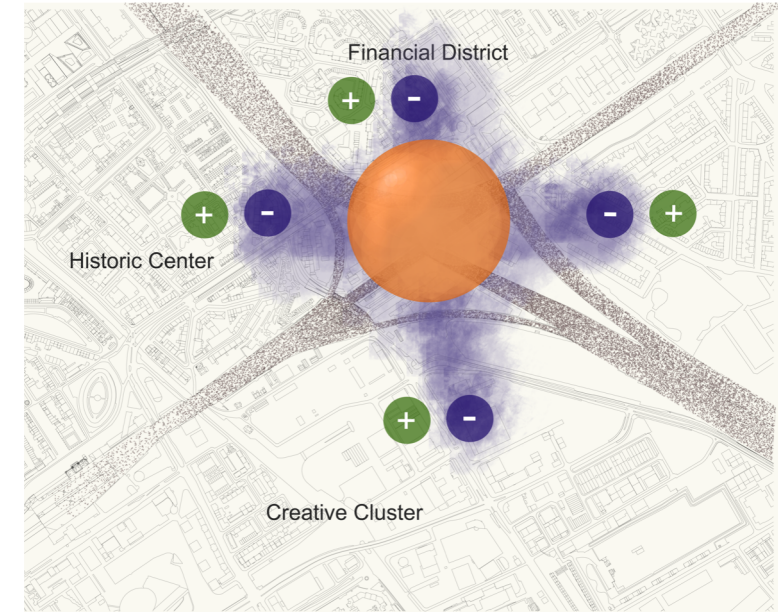 Financial District
+ -
+ -
- +
Historic Center
+ -
Creative Cluster